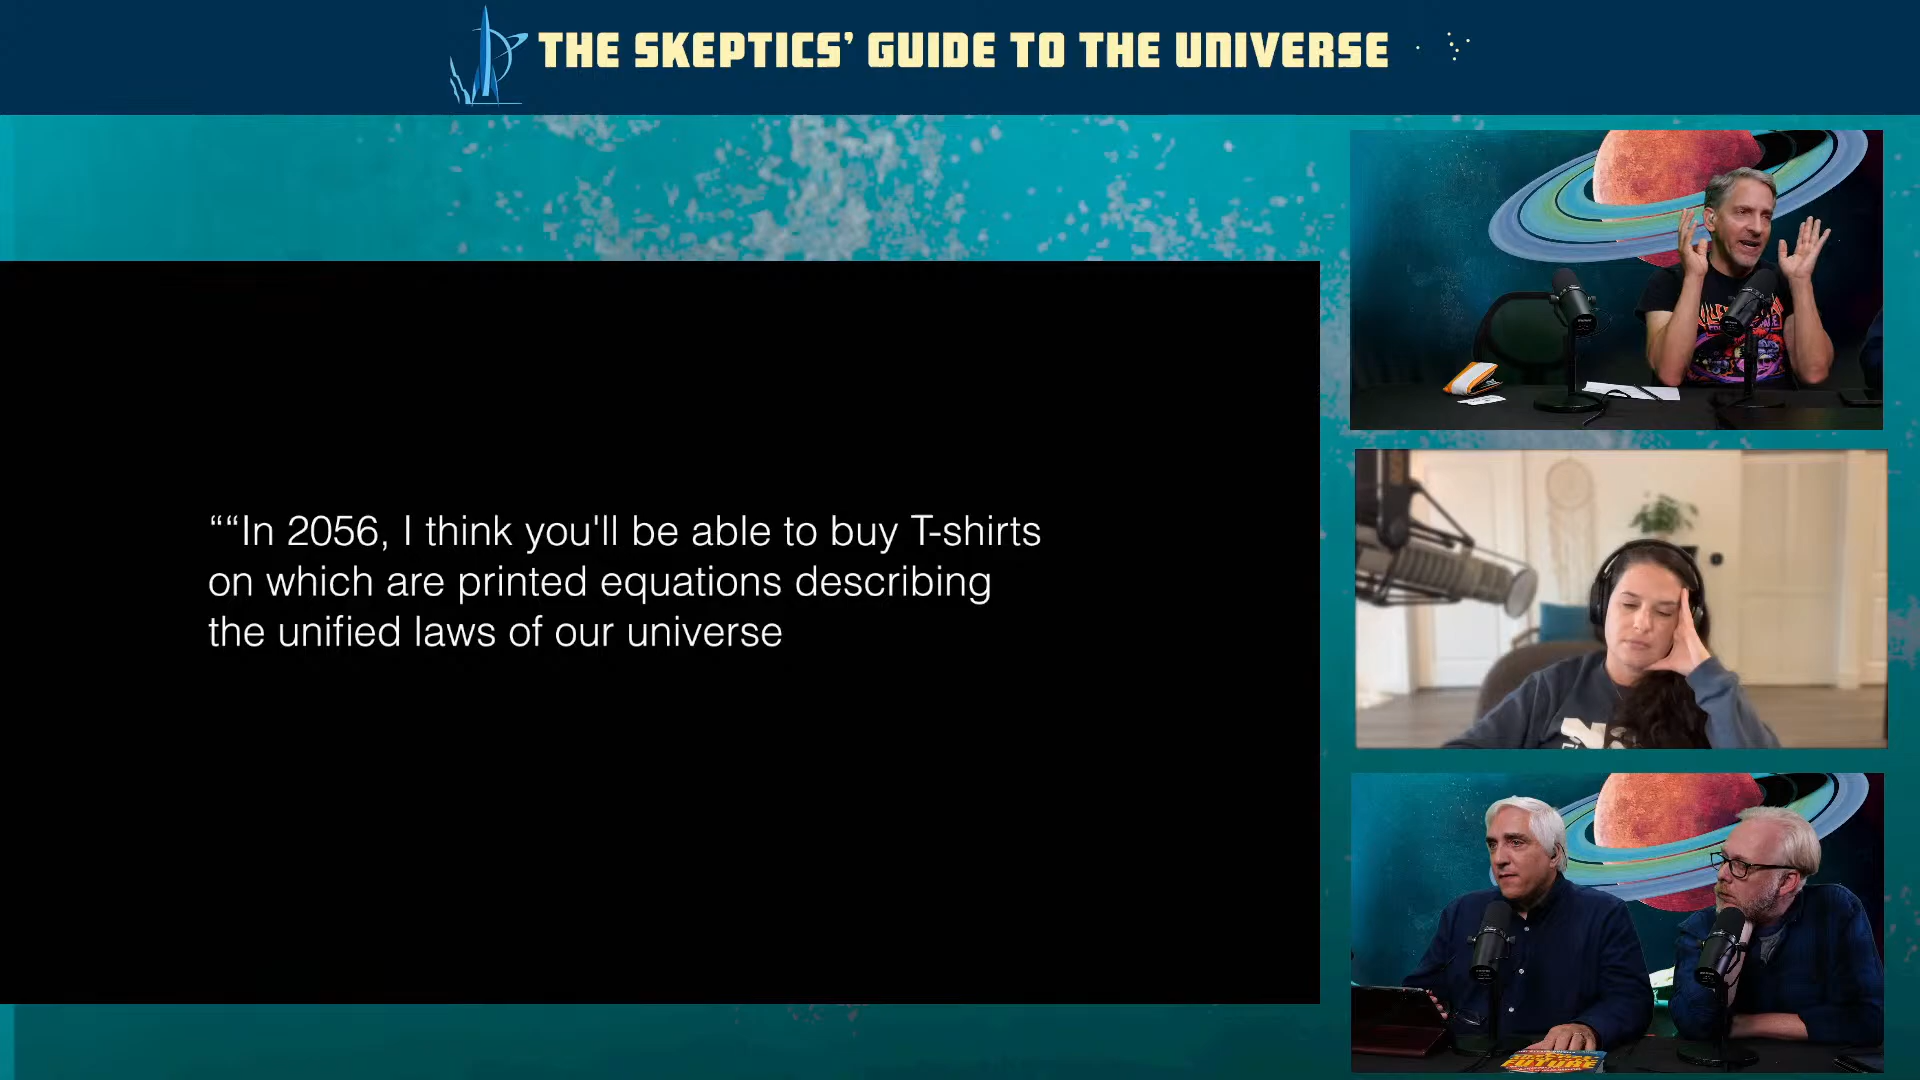 THE SKEPTICS’ GUIDE TO THE UNIVERSE
““In 2056, I think you'll be able to buy T-shirts
on which are printed equations describing
the unified laws of our universe
FUTURE